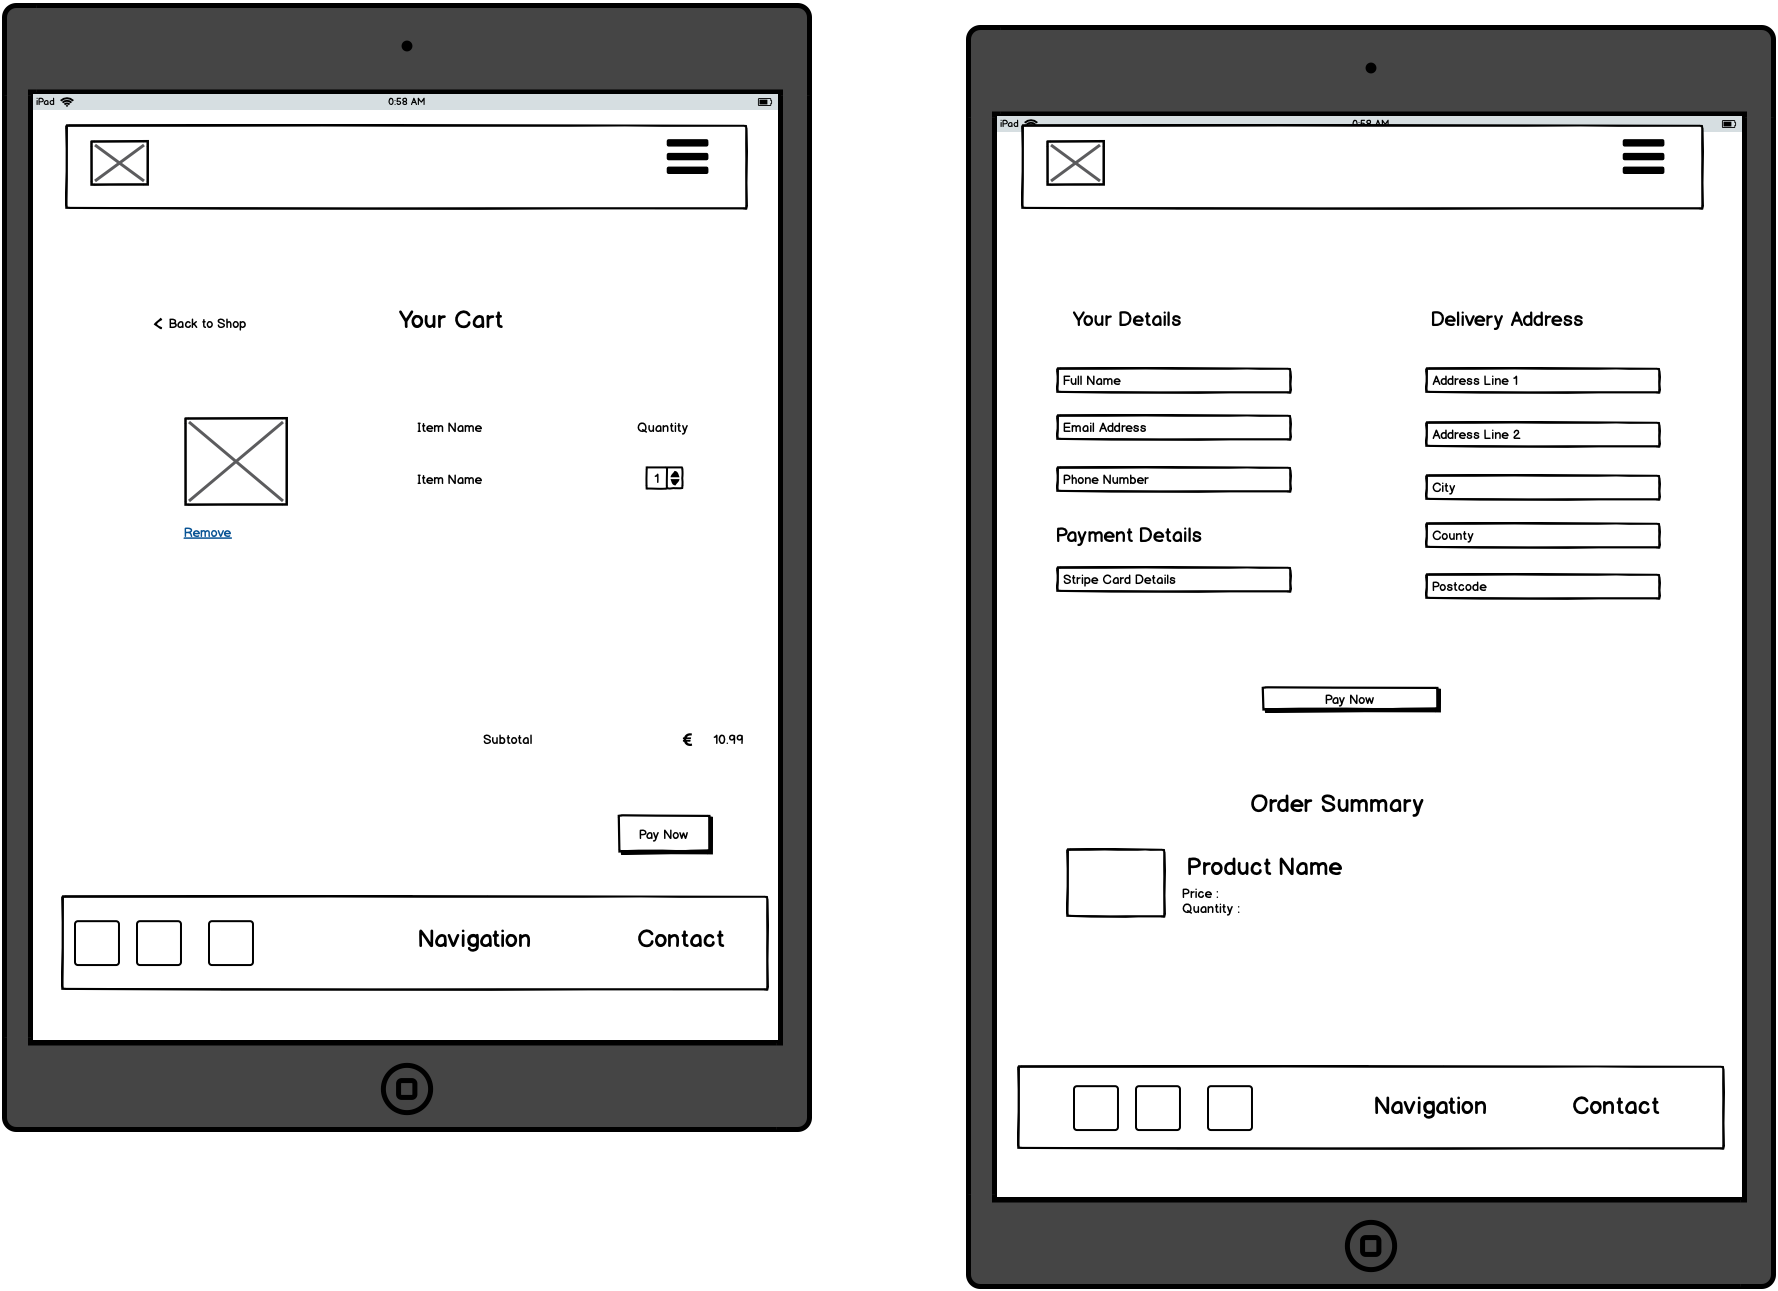 iPad
0:58 AM
Back to Shop
Your Cart
Item Name
Quantity
Item Name
1
Remove
Subtotal
€
10.99
Pay Now
Navigation
Contact
iPad
0:58 AM
Your Details
Delivery Address
Full Name
Address Line 1
Email Address
Address Line 2
Phone Number
City
Payment Details
County
Stripe Card Details
Postcode
Pay Now
Order Summary
Product Name
Price :
Quantity :
Navigation
Contact